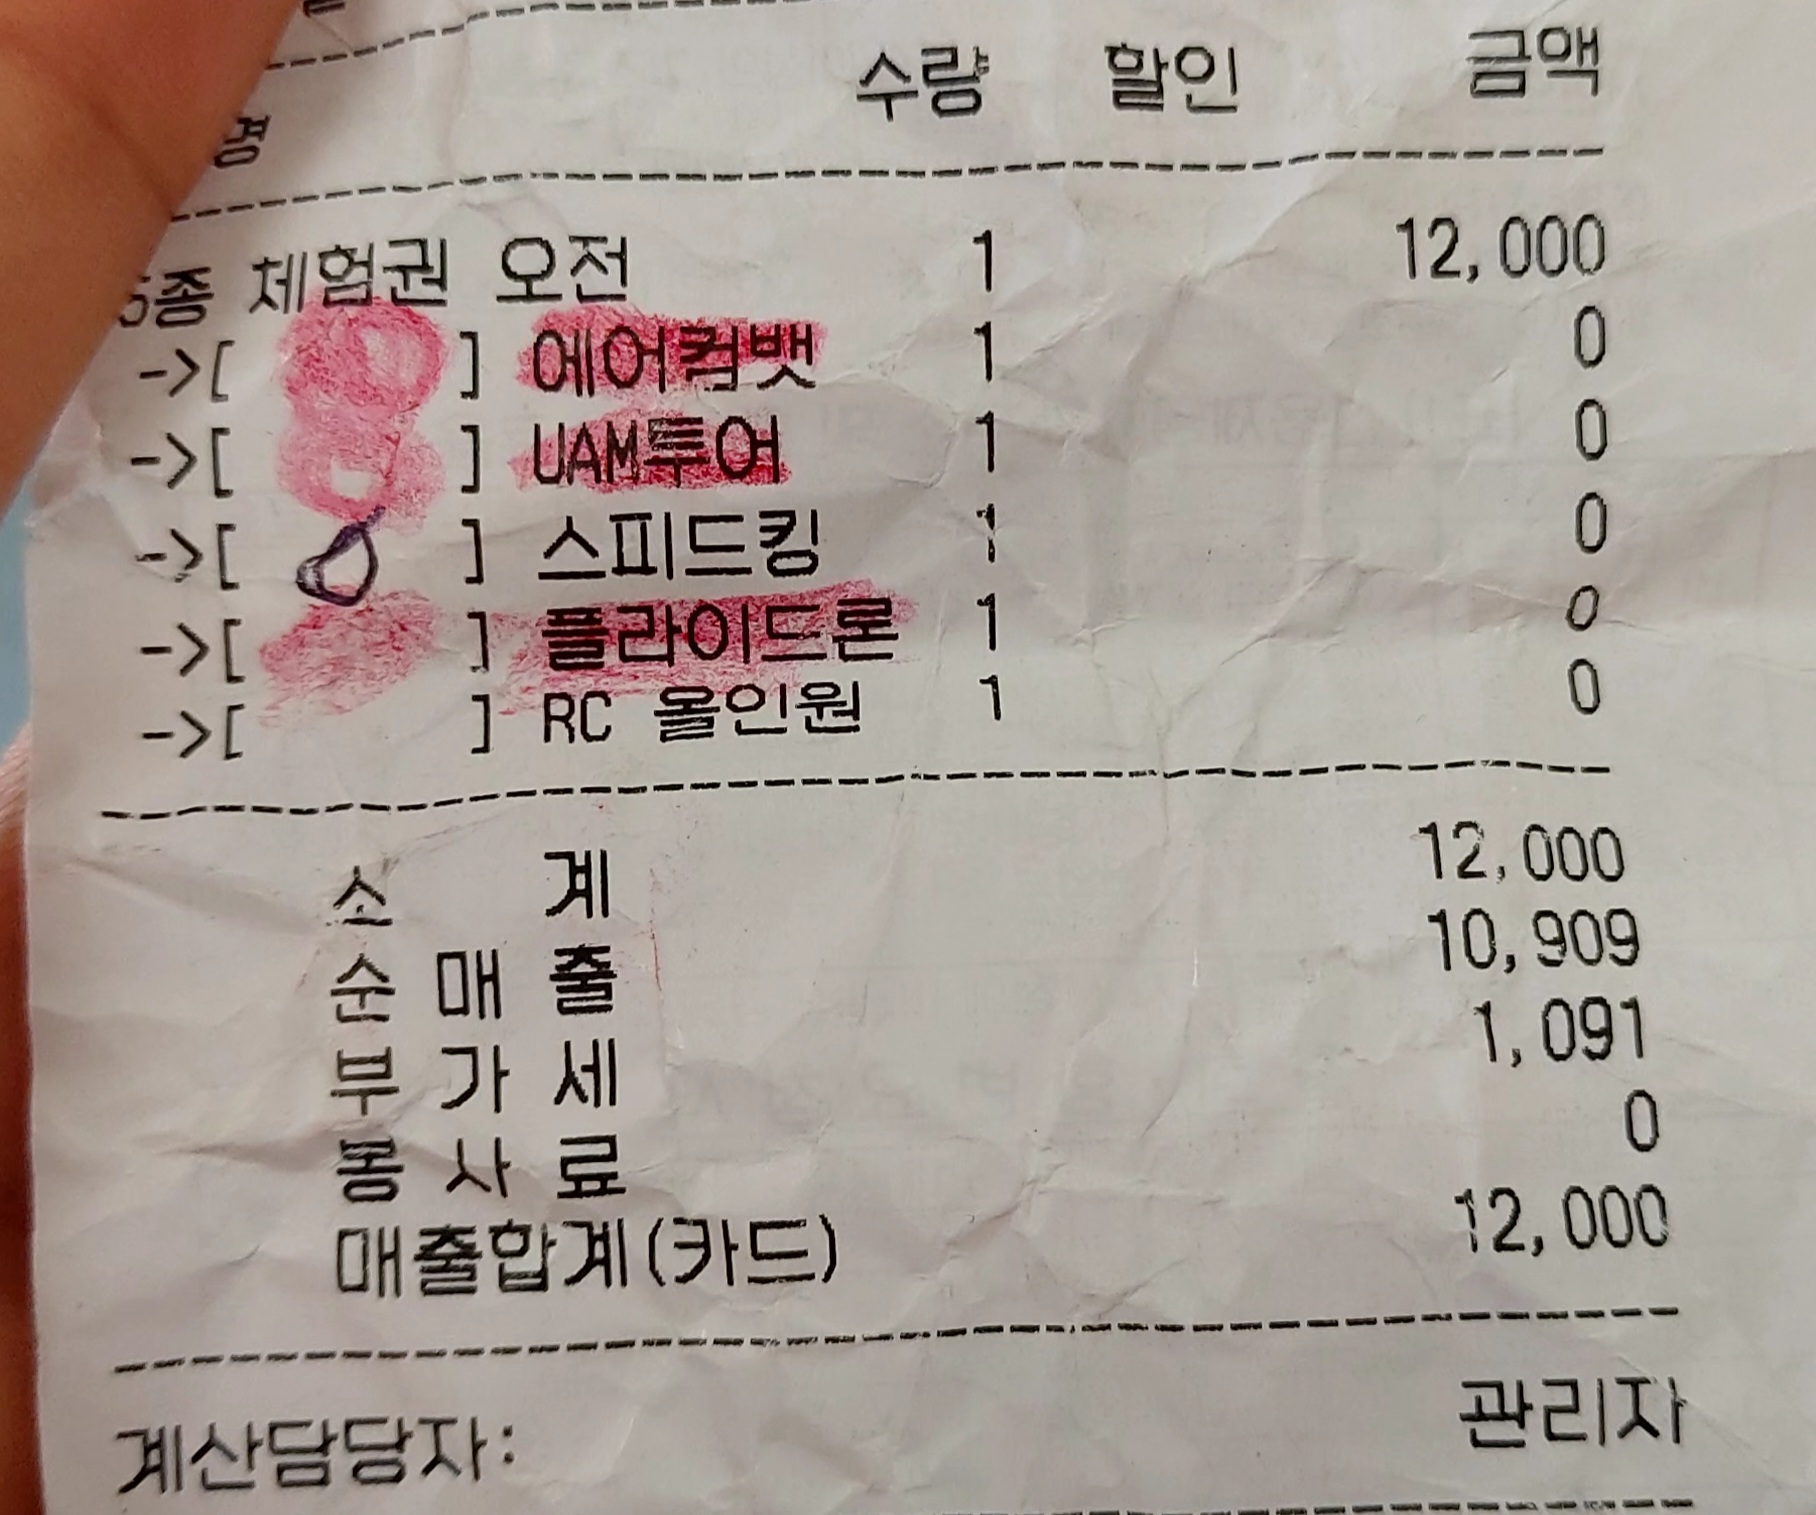 수량 할인 금액
5종 체험권 오전 1 12,000
->[ ] 에어컴뱃 1 0
->[ ] UAM투어 1 0
->[ ] 스피드킹 1 0
->[ ] 플라이드론 1 0
->[ ] RC 올인원 1 0
소 계 12,000
순 매 출 10,909
부 가 세 1,091
봉 사 료 0
매출합계(카드) 12,000
계산담당자: 관리자